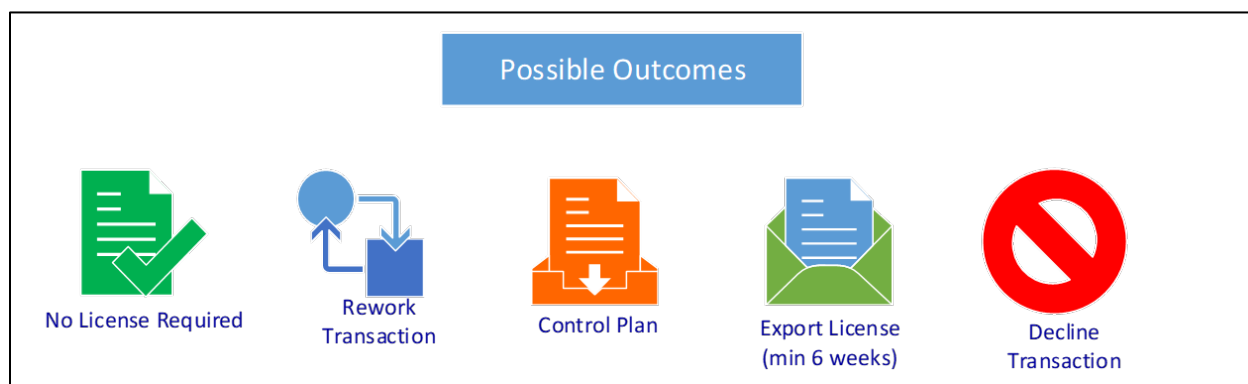 Possible Outcomes
No License Required
Rework
Transaction
Control Plan
Export License
(min 6 weeks)
Decline
Transaction